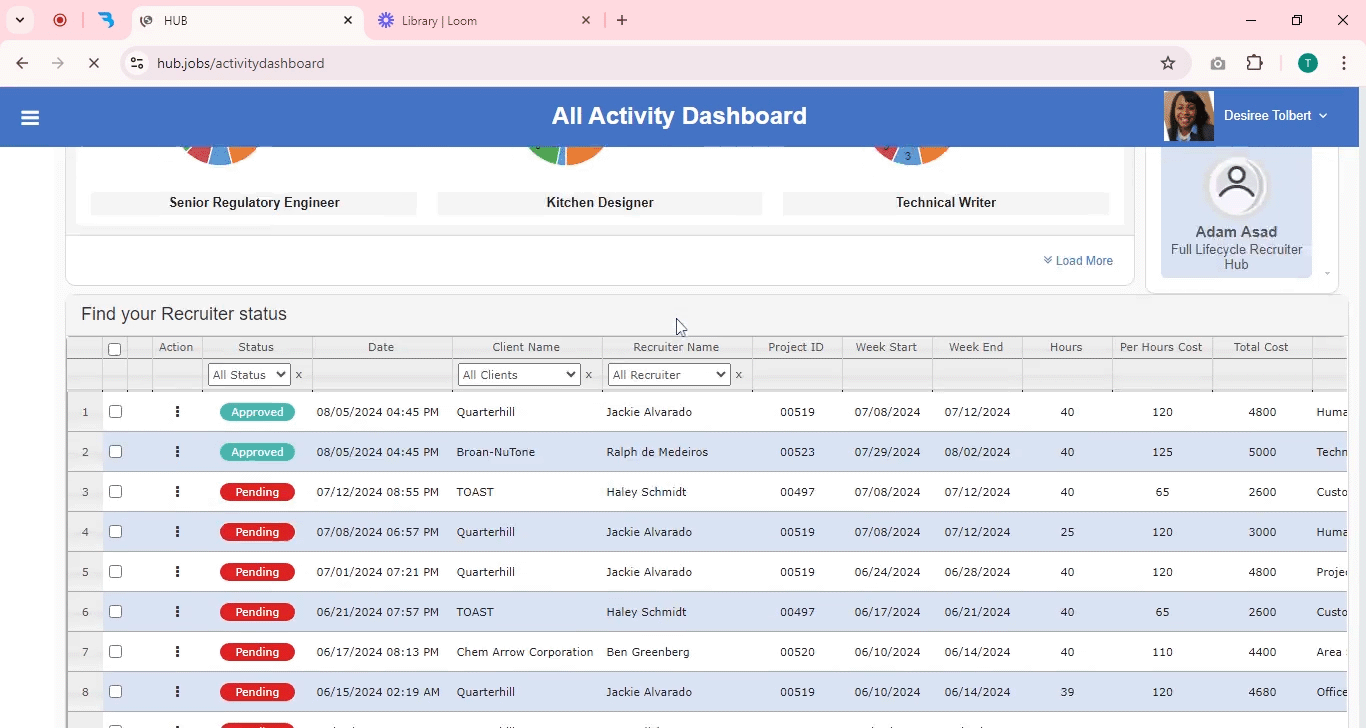 HUB
Library | Loom
hub.jobs/activitydashboard
T
All Activity Dashboard
Desiree Tolbert
3
Senior Regulatory Engineer
Kitchen Designer
Technical Writer
Adam Asad
Full Lifecycle Recruiter
Hub
Load More
Find your Recruiter status
Action Status Date Client Name Recruiter Name Project ID Week Start Week End Hours Per Hours Cost Total Cost
All Status x All Clients x All Recruiter x
1 Approved 08/05/2024 04:45 PM Quarterhill Jackie Alvarado 00519 07/08/2024 07/12/2024 40 120 4800 Huma
2 Approved 08/05/2024 04:45 PM Broan-NuTone Ralph de Medeiros 00523 07/29/2024 08/02/2024 40 125 5000 Techn
3 Pending 07/12/2024 08:55 PM TOAST Haley Schmidt 00497 07/08/2024 07/12/2024 40 65 2600 Custo
4 Pending 07/08/2024 06:57 PM Quarterhill Jackie Alvarado 00519 07/08/2024 07/12/2024 25 120 3000 Huma
5 Pending 07/01/2024 07:21 PM Quarterhill Jackie Alvarado 00519 06/24/2024 06/28/2024 40 120 4800 Proje
6 Pending 06/21/2024 07:57 PM TOAST Haley Schmidt 00497 06/17/2024 06/21/2024 40 65 2600 Custo
7 Pending 06/17/2024 08:13 PM Chem Arrow Corporation Ben Greenberg 00520 06/10/2024 06/14/2024 40 110 4400 Area
8 Pending 06/15/2024 02:19 AM Quarterhill Jackie Alvarado 00519 06/10/2024 06/14/2024 39 120 4680 Office